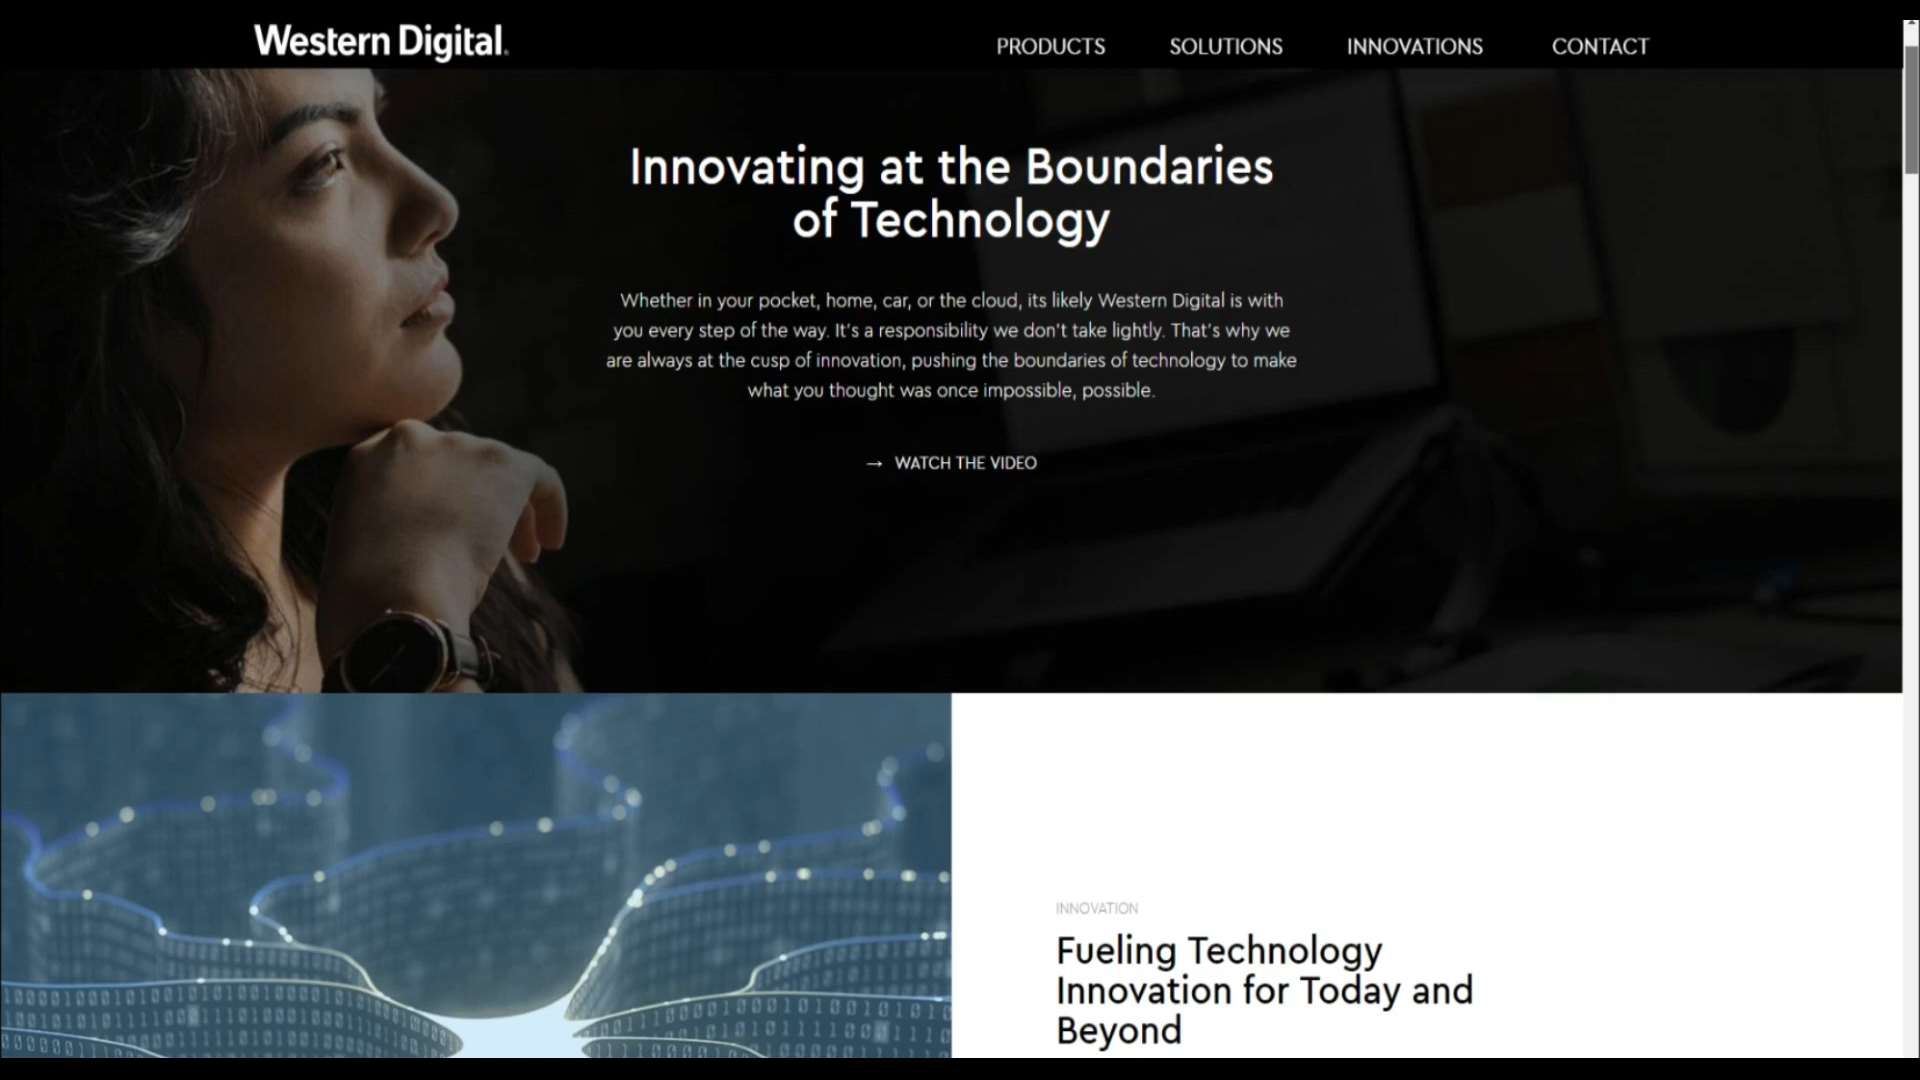 Western Digital.
PRODUCTS SOLUTIONS INNOVATIONS CONTACT
Innovating at the Boundaries
of Technology
Whether in your pocket, home, car, or the cloud, its likely Western Digital is with
you every step of the way. It's a responsibility we don't take lightly. That's why we
are always at the cusp of innovation, pushing the boundaries of technology to make
what you thought was once impossible, possible.
→ WATCH THE VIDEO
INNOVATION
Fueling Technology
Innovation for Today and
Beyond